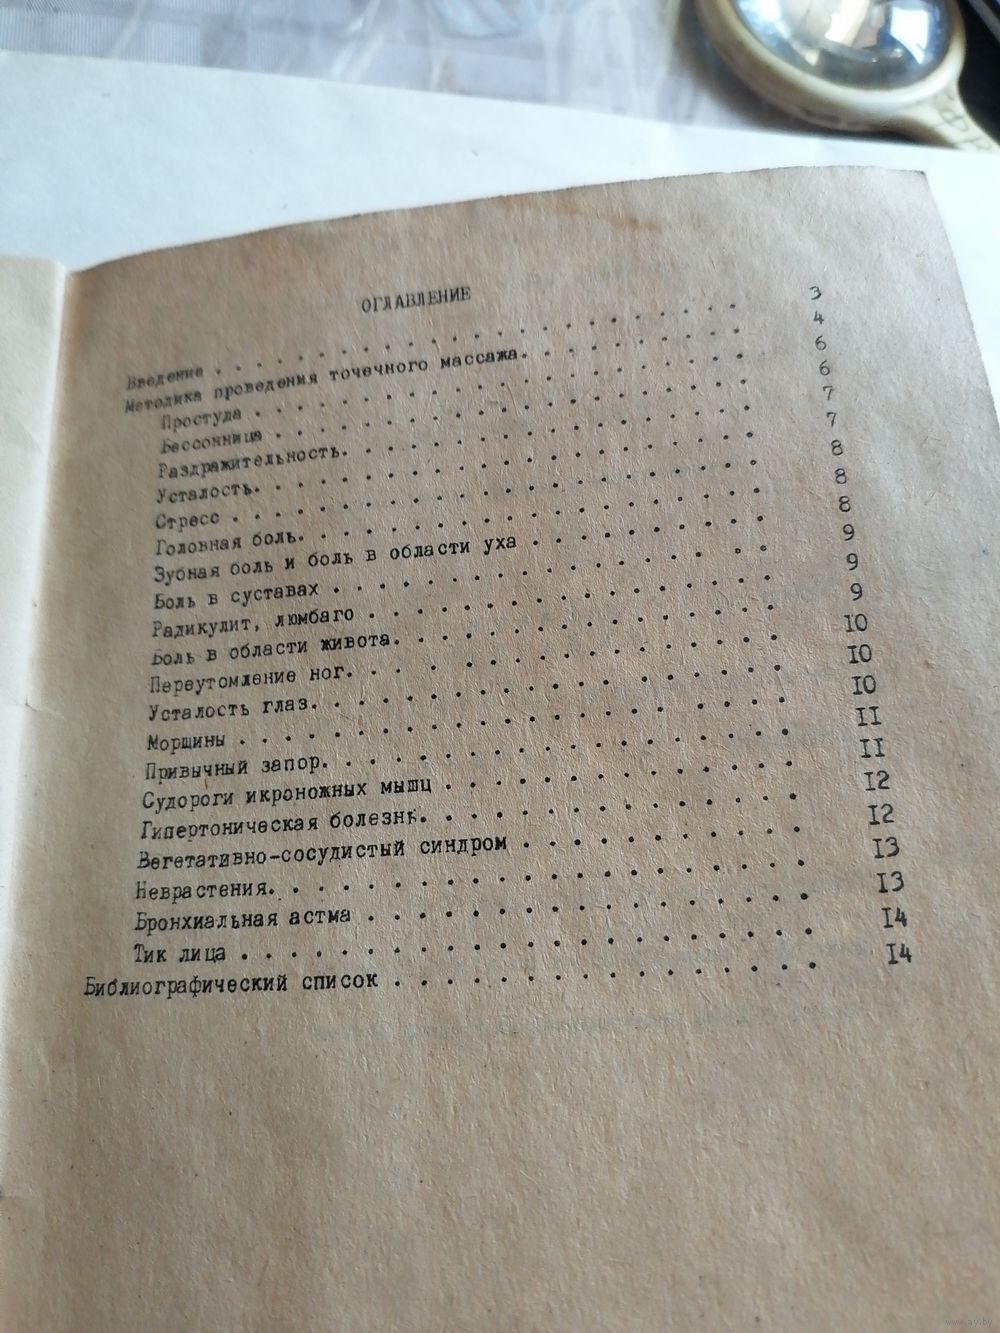 ОГЛАВЛЕНИЕ
Введение . . . . . . . . . . . . . . . . . 3
Методика проведения точечного массажа. . . . . . . . 4
Простуда . . . . . . . . . . . . . . . . . 6
Бессонница . . . . . . . . . . . . . . . . 6
Раздражительность. . . . . . . . . . . . . . 7
Усталость. . . . . . . . . . . . . . . . . 7
Стресс . . . . . . . . . . . . . . . . . . 8
Головная боль. . . . . . . . . . . . . . . . 8
Зубная боль и боль в области уха . . . . . . . . . 8
Боль в суставах . . . . . . . . . . . . . . . 9
Радикулит, люмбаго . . . . . . . . . . . . . . 9
Боль в области живота. . . . . . . . . . . . . 9
Переутомление ног. . . . . . . . . . . . . . . I0
Усталость глаз. . . . . . . . . . . . . . . . I0
Морщины . . . . . . . . . . . . . . . . . . I0
Привычный запор. . . . . . . . . . . . . . . . II
Судороги икроножных мышц . . . . . . . . . . . . II
Гипертоническая болезнь. . . . . . . . . . . . . I2
Вегетативно-сосудистый синдром . . . . . . . . . . I2
Неврастения. . . . . . . . . . . . . . . . . I3
Бронхиальная астма . . . . . . . . . . . . . . I3
Тик лица . . . . . . . . . . . . . . . . . . I4
Библиографический список . . . . . . . . . . . . I4
www.ay.by